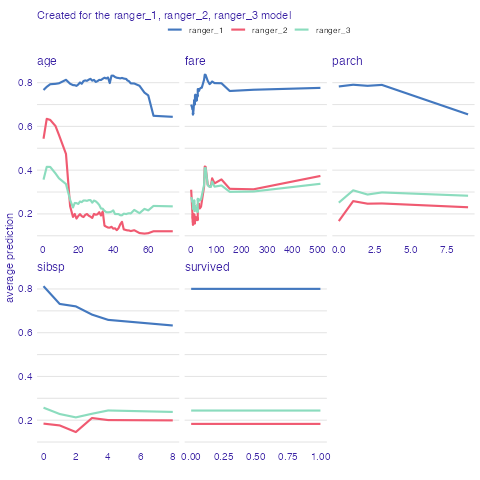 Created for the ranger_1, ranger_2, ranger_3 model
ranger_1 ranger_2 ranger_3
age fare parch
0.8
0.6
0.4
0.2
0 20 40 60 0 100 200 300 400 500 0.0 2.5 5.0 7.5
average prediction
sibsp survived
0.8
0.6
0.4
0.2
0 2 4 6 8 0.00 0.25 0.50 0.75 1.00